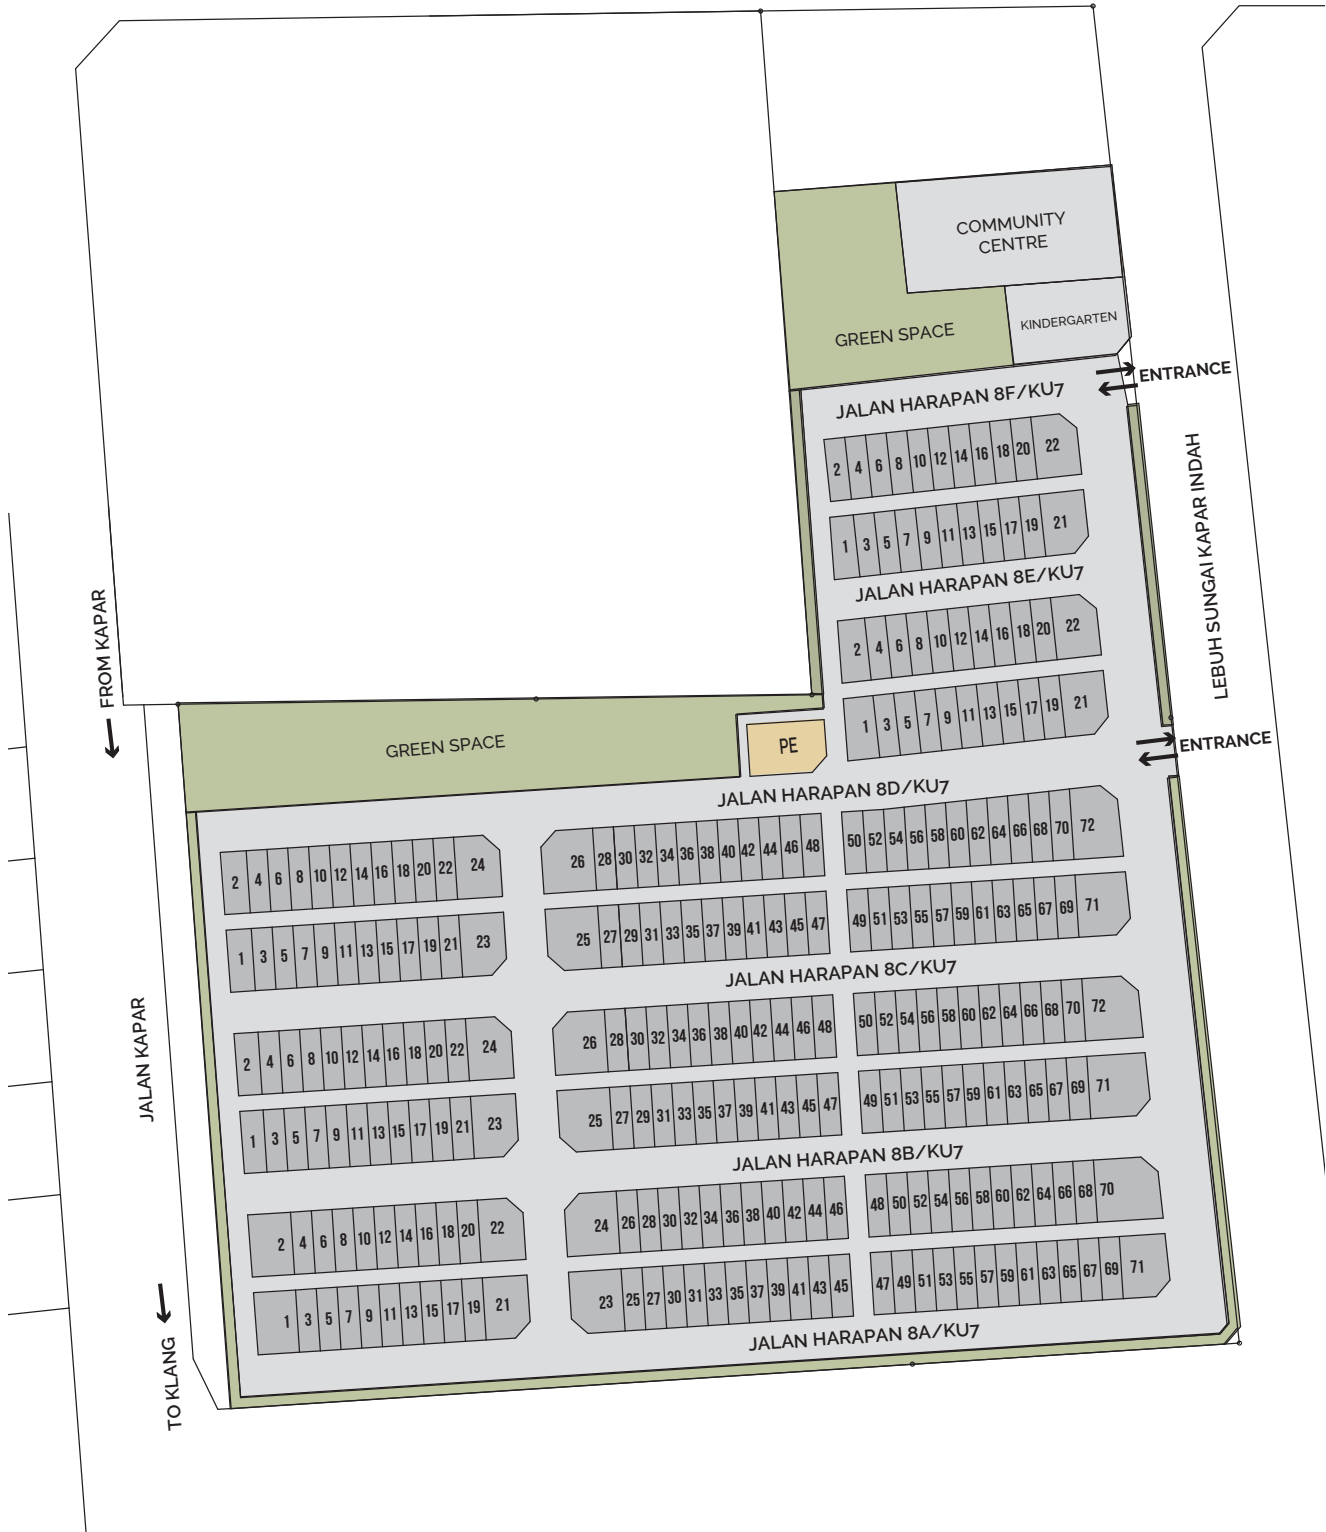 COMMUNITY
CENTRE
GREEN SPACE
KINDERGARTEN
ENTRANCE
JALAN HARAPAN 8F/KU7
2 4 6 8 10 12 14 16 18 20 22
1 3 5 7 9 11 13 15 17 19 21
LEBUH SUNGAI KAPAR INDAH
JALAN HARAPAN 8E/KU7
2 4 6 8 10 12 14 16 18 20 22
1 3 5 7 9 11 13 15 17 19 21
FROM KAPAR
GREEN SPACE
PE
ENTRANCE
JALAN HARAPAN 8D/KU7
2 4 6 8 10 12 14 16 18 20 22 24
26 28 30 32 34 36 38 40 42 44 46 48
50 52 54 56 58 60 62 64 66 68 70 72
1 3 5 7 9 11 13 15 17 19 21 23
25 27 29 31 33 35 37 39 41 43 45 47
49 51 53 55 57 59 61 63 65 67 69 71
JALAN HARAPAN 8C/KU7
2 4 6 8 10 12 14 16 18 20 22 24
26 28 30 32 34 36 38 40 42 44 46 48
50 52 54 56 58 60 62 64 66 68 70 72
JALAN KAPAR
1 3 5 7 9 11 13 15 17 19 21 23
25 27 29 31 33 35 37 39 41 43 45 47
49 51 53 55 57 59 61 63 65 67 69 71
JALAN HARAPAN 8B/KU7
2 4 6 8 10 12 14 16 18 20 22
24 26 28 30 32 34 36 38 40 42 44 46
48 50 52 54 56 58 60 62 64 66 68 70
1 3 5 7 9 11 13 15 17 19 21
23 25 27 30 31 33 35 37 39 41 43 45
47 49 51 53 55 57 59 61 63 65 67 69 71
JALAN HARAPAN 8A/KU7
TO KLANG